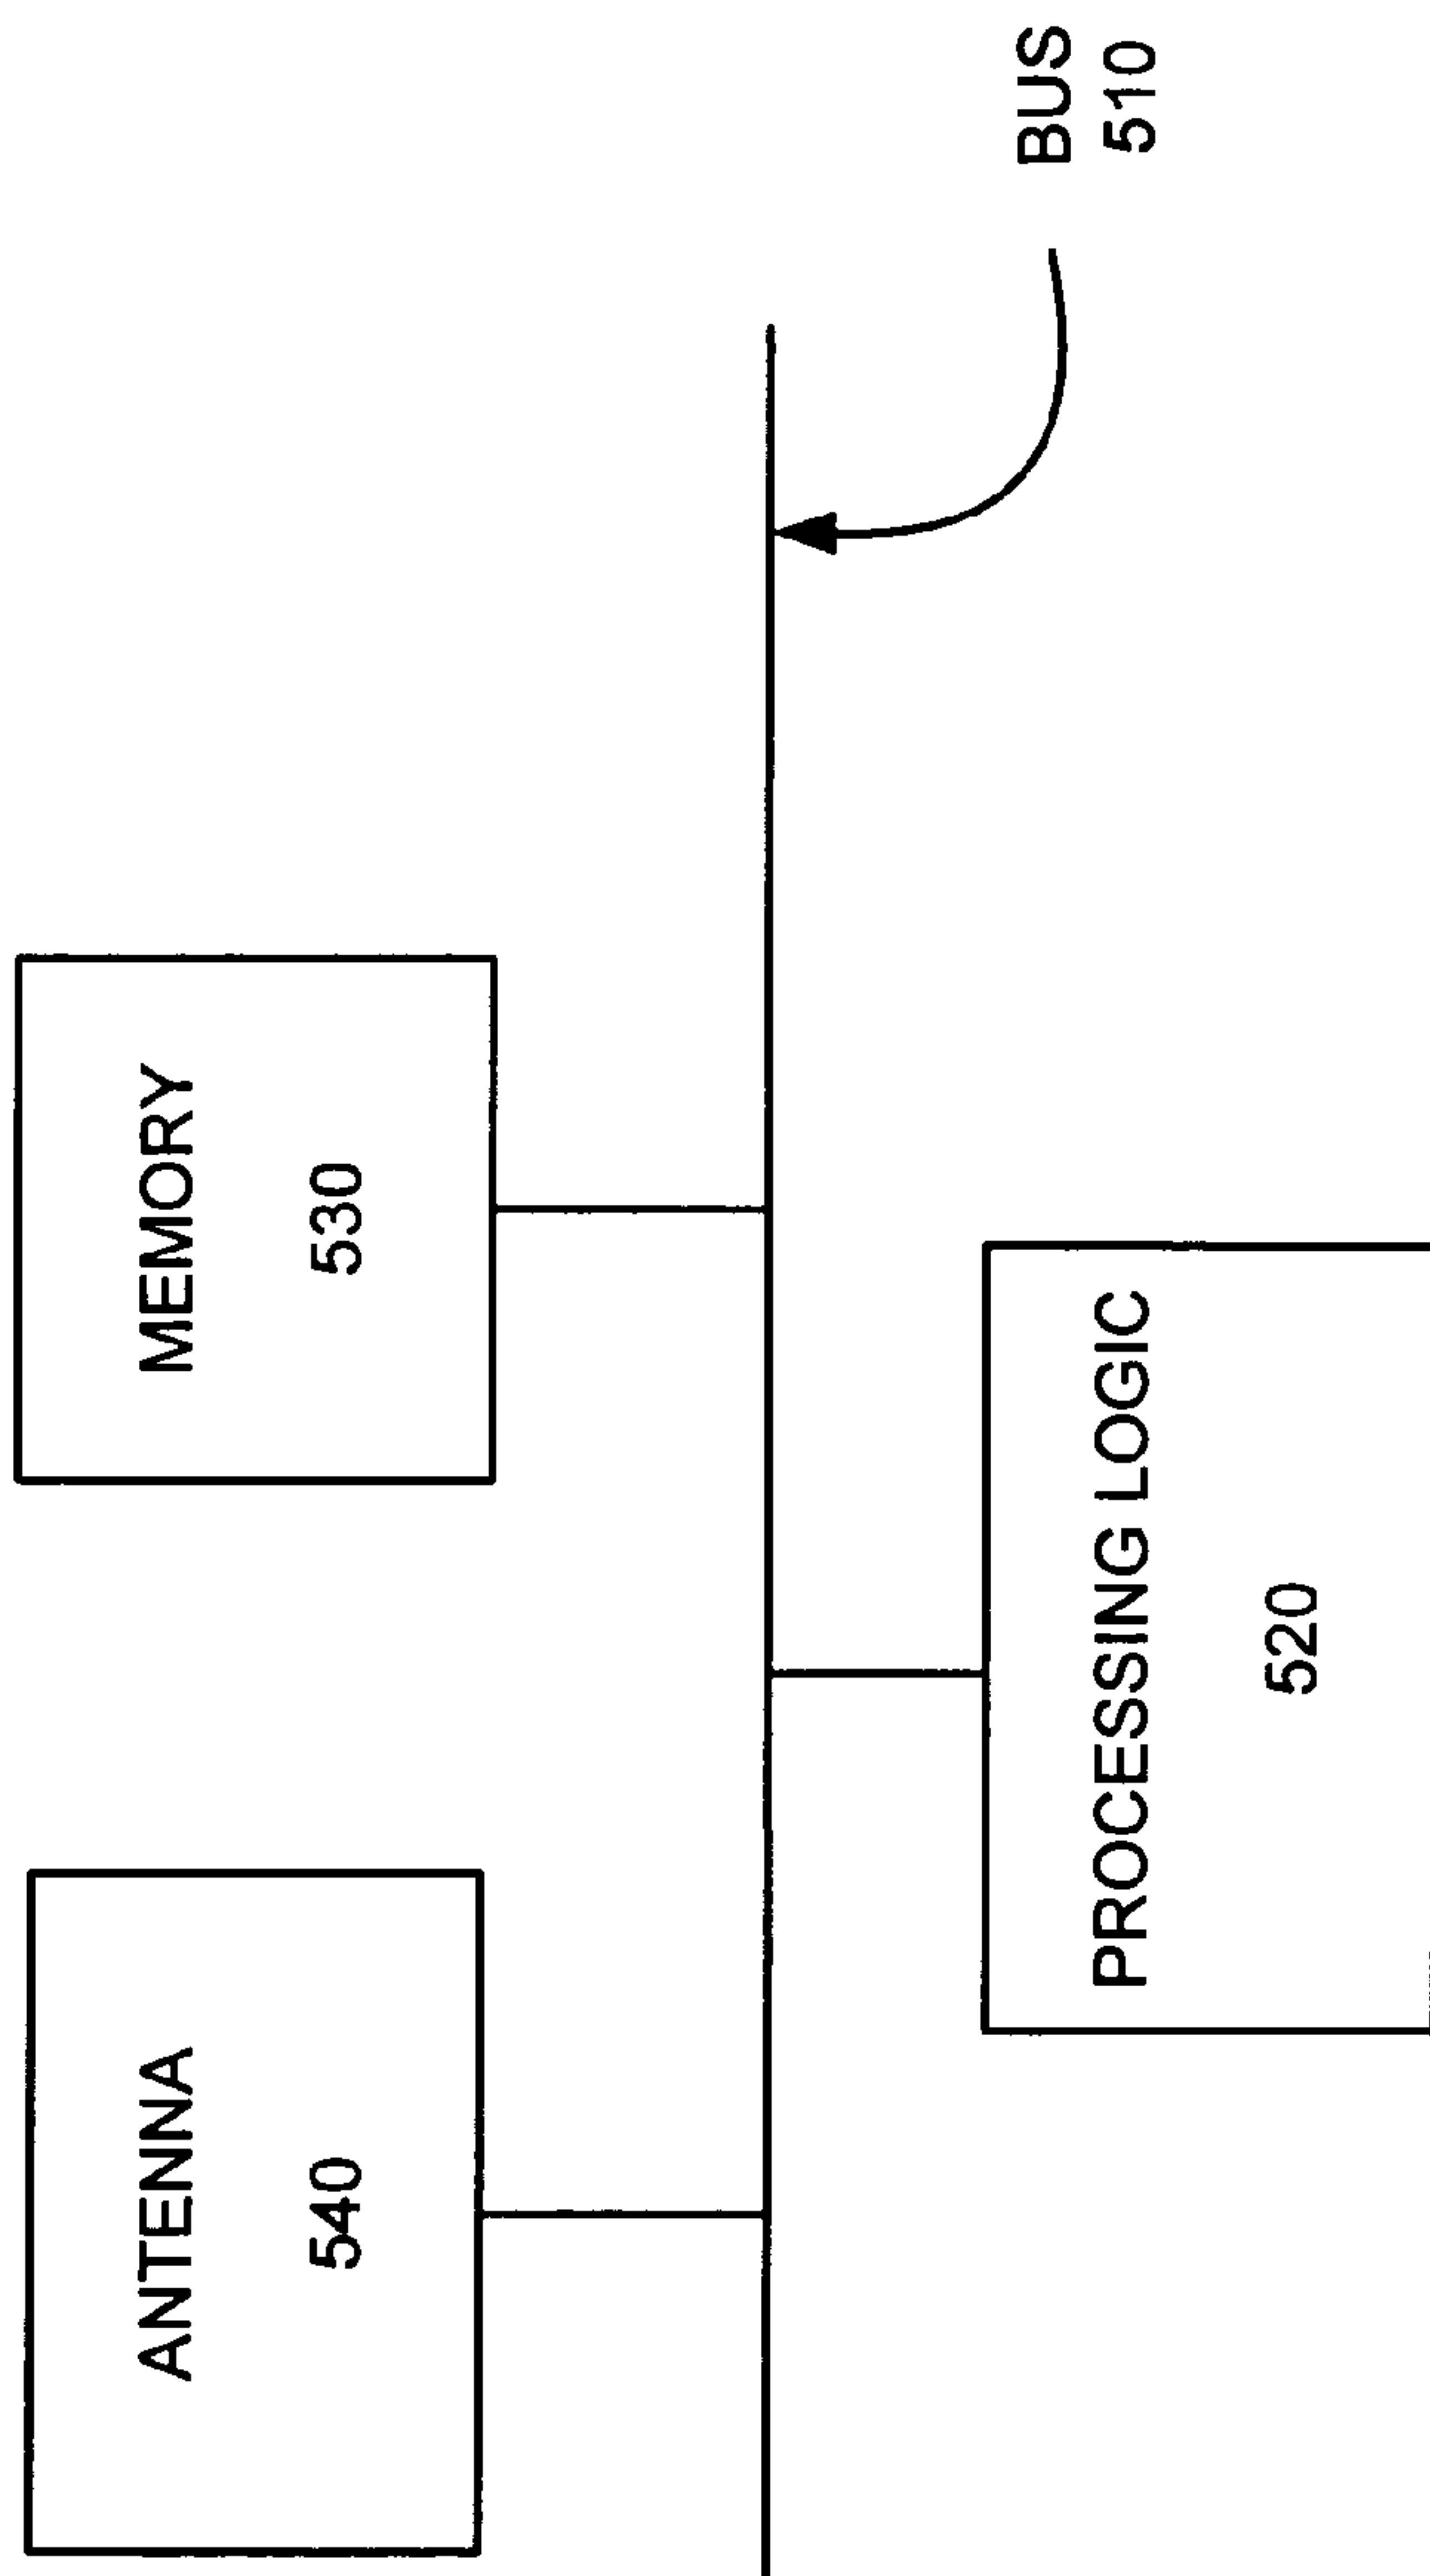 ANTENNA
540
MEMORY
530
PROCESSING LOGIC
520
BUS
510